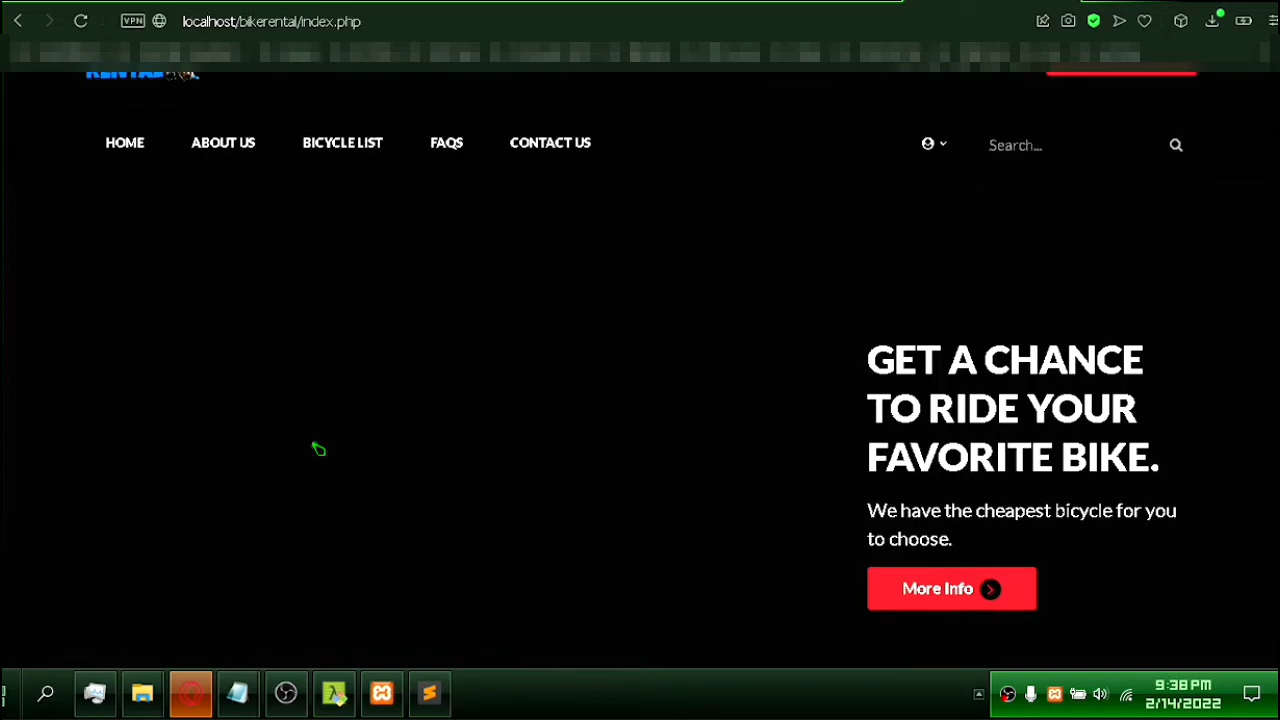 VPN
localhost/bikerental/index.php
HOME
ABOUT US
BICYCLE LIST
FAQS
CONTACT US
Search...
GET A CHANCE
TO RIDE YOUR
FAVORITE BIKE.
We have the cheapest bicycle for you
to choose.
More Info
9:38 PM
2/14/2022